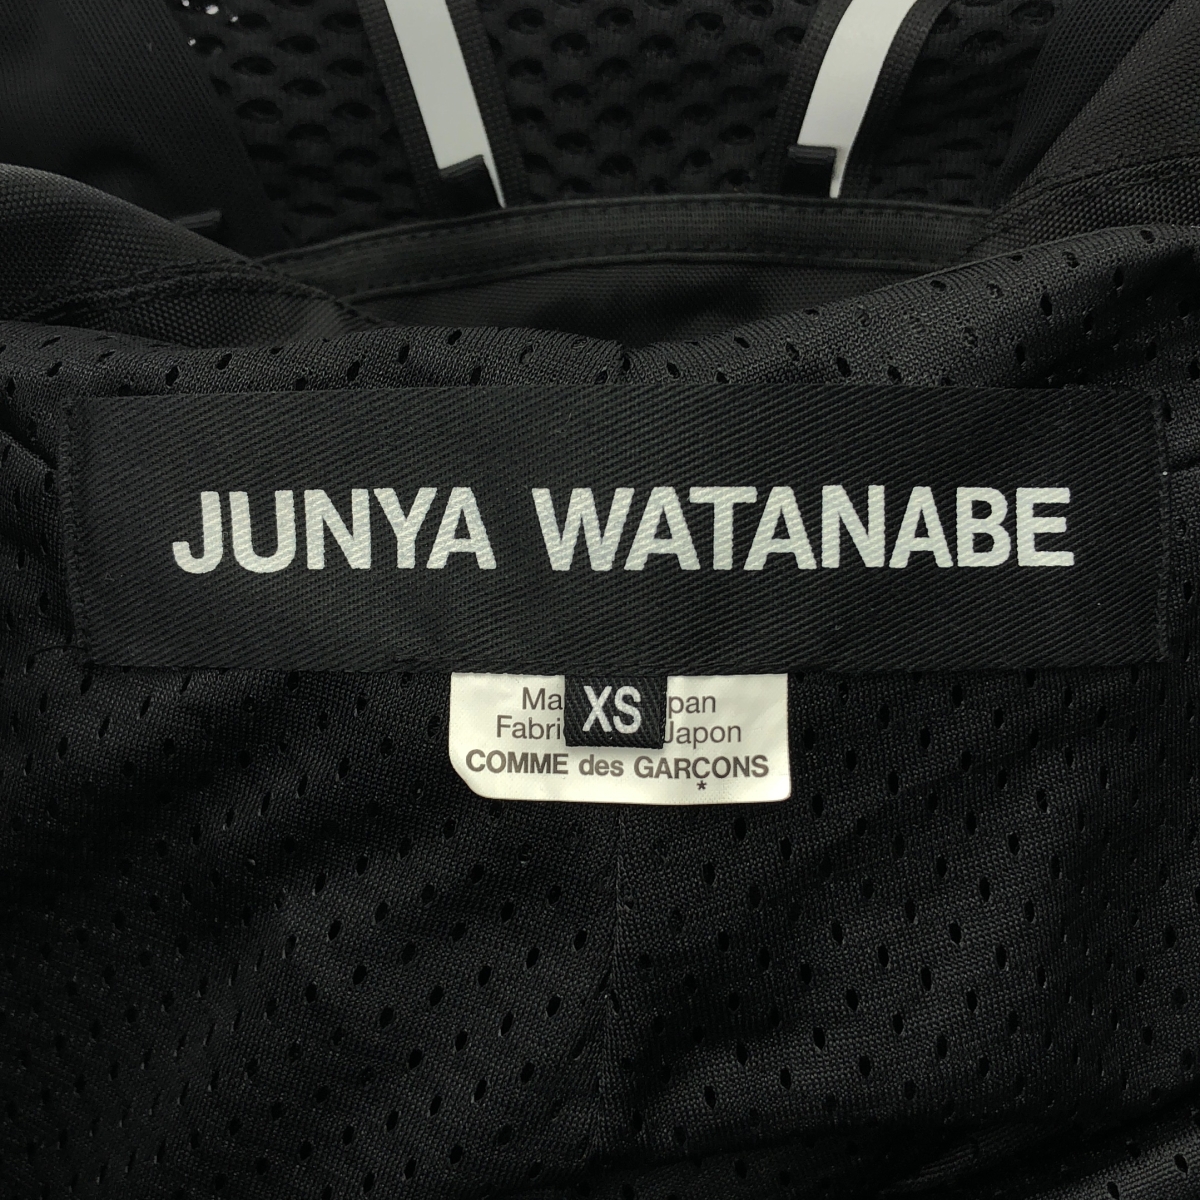 JUNYA WATANABE
XS
Ma pan
Fabri Japon
COMME des GARÇONS
*